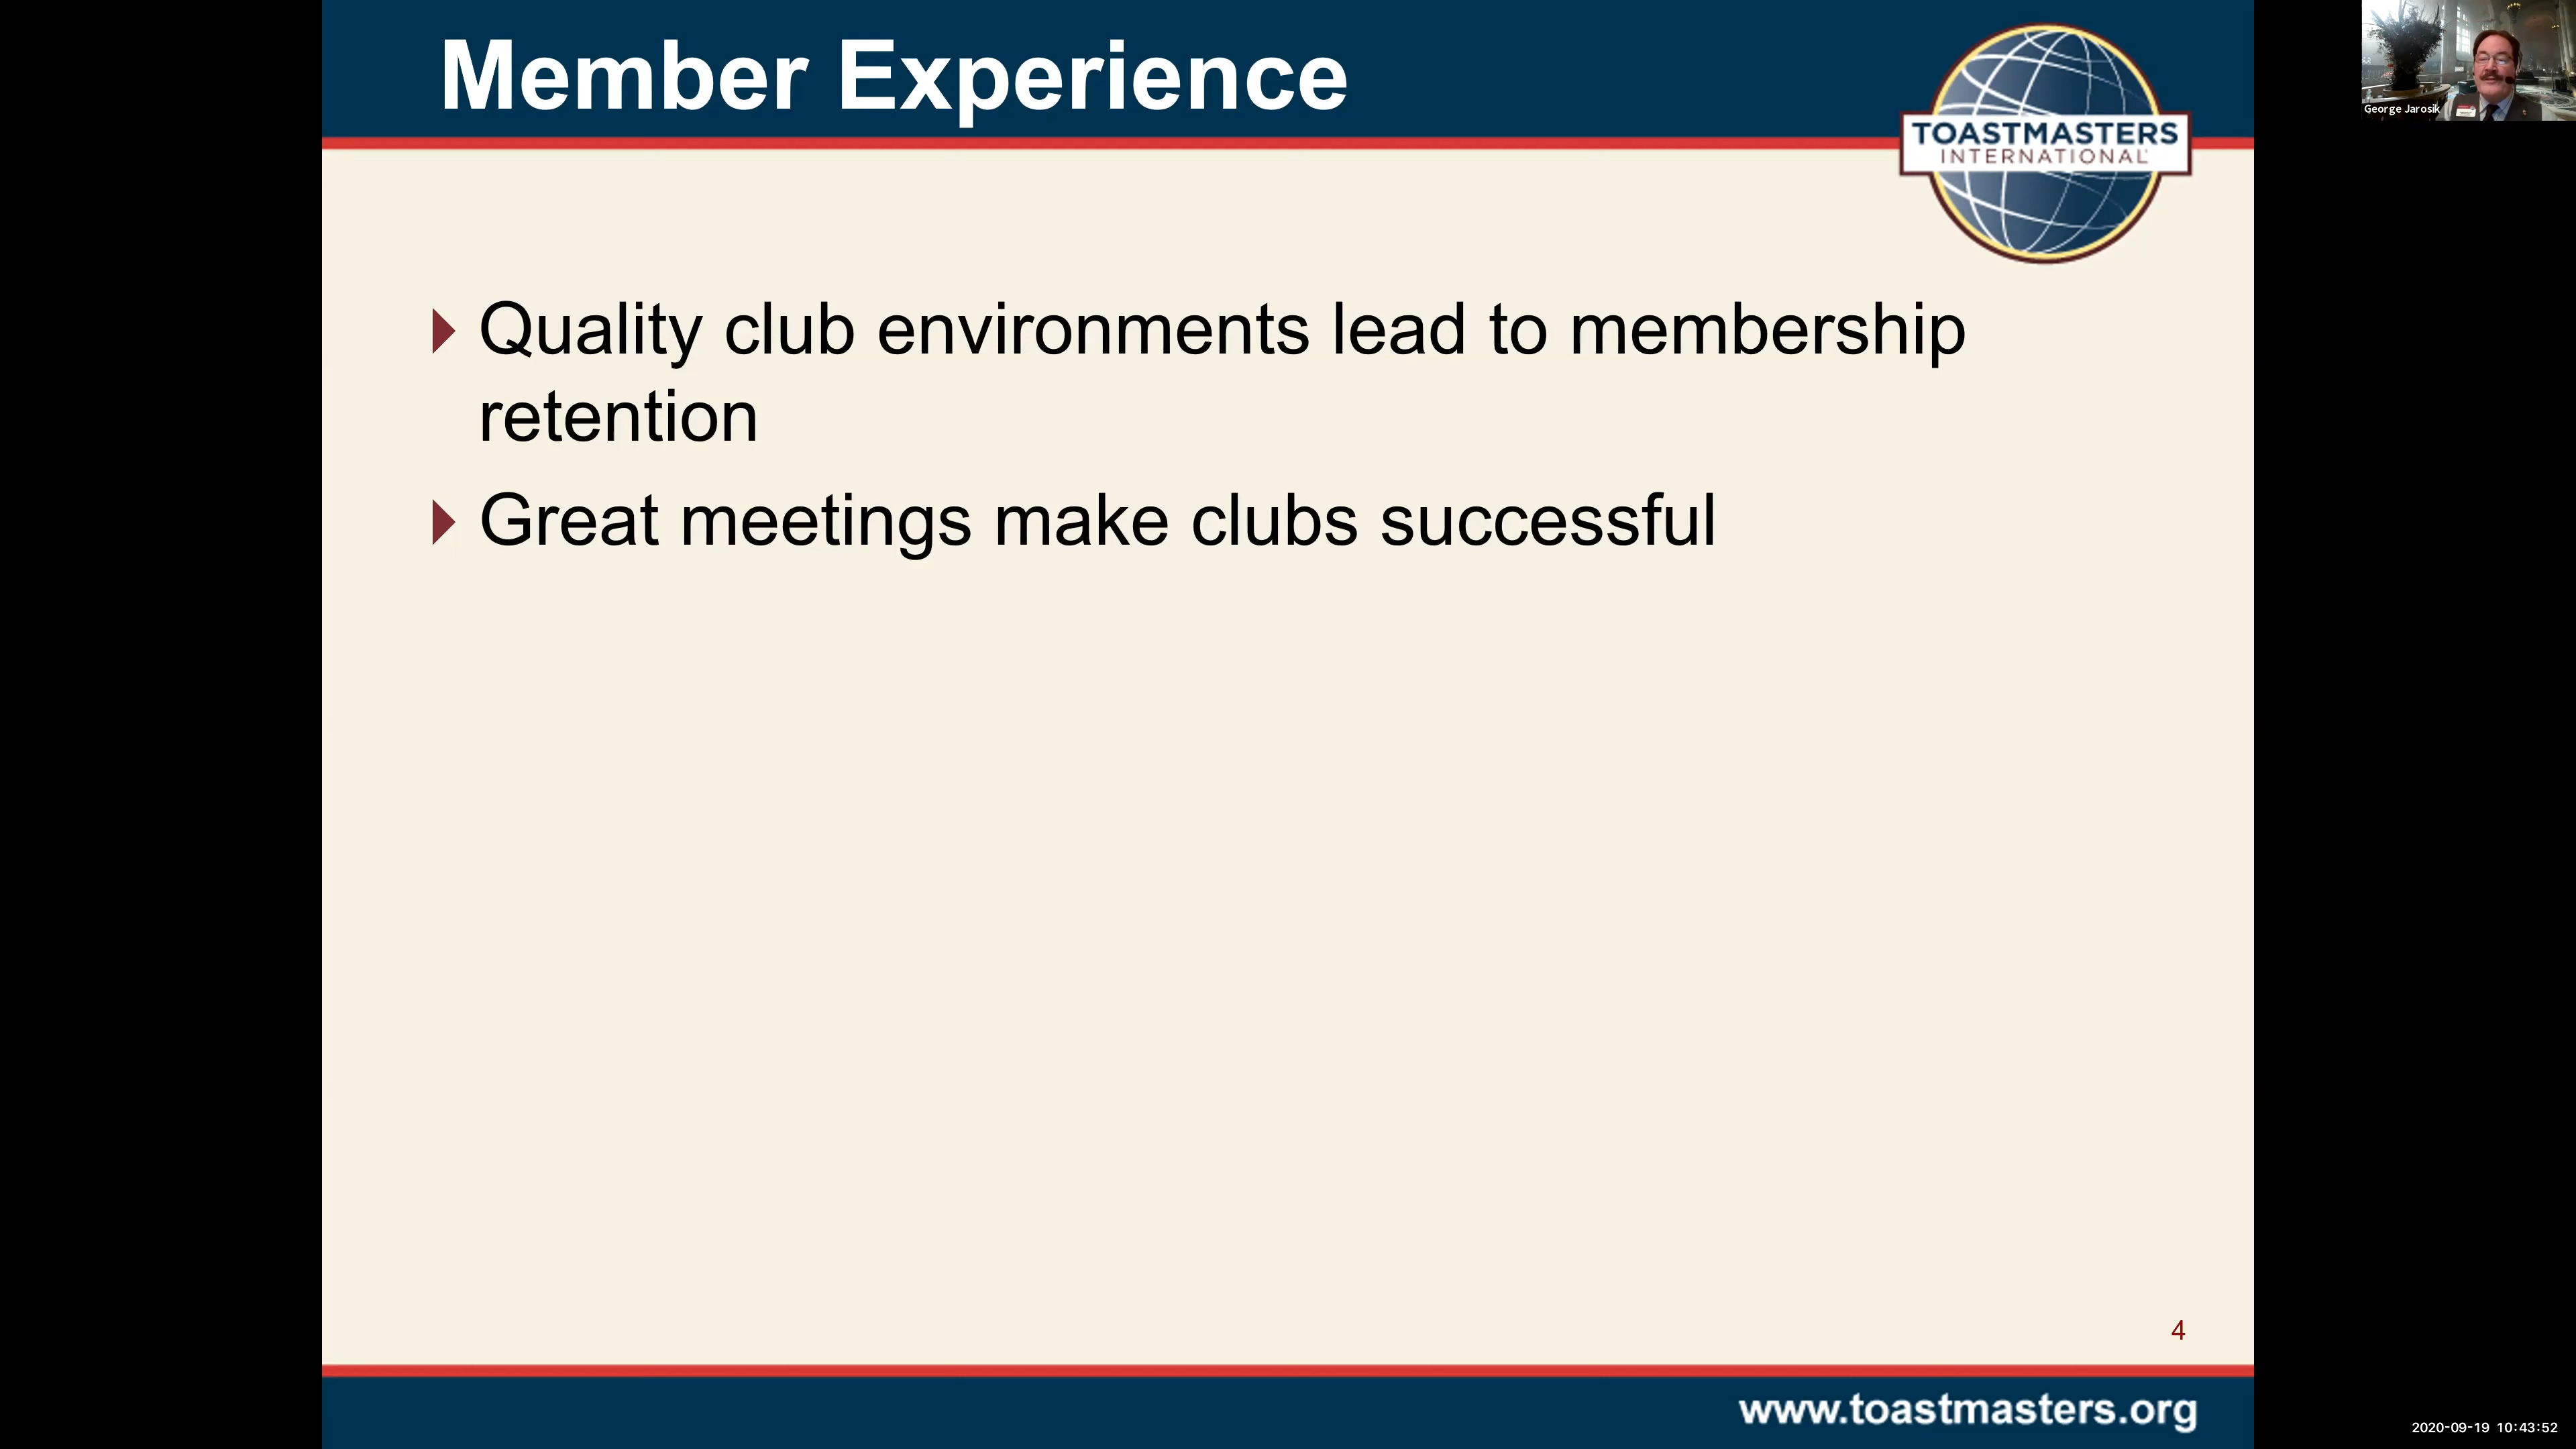 Member Experience
TOASTMASTERS
INTERNATIONAL
George Jarosik
Quality club environments lead to membership
retention
Great meetings make clubs successful
4
www.toastmasters.org
2020-09-19 10:43:52